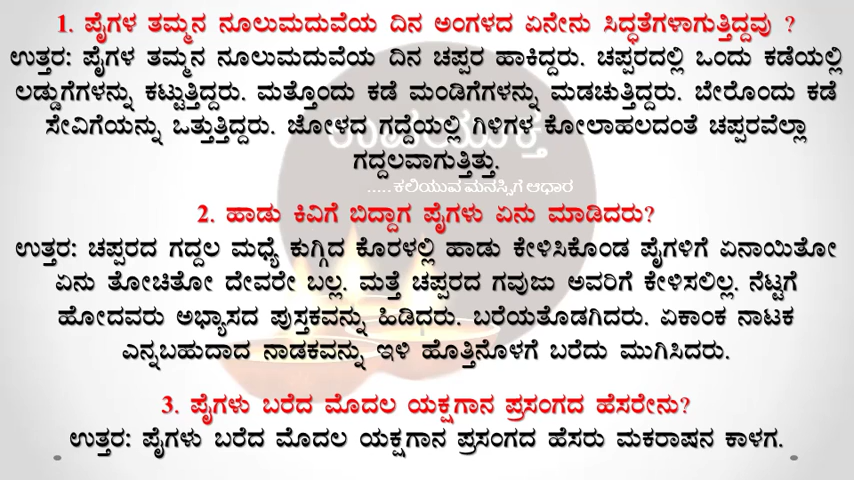 1. ಪೈಗಳ ತಮ್ಮನ ನೂಲುಮದುವೆಯ ದಿನ ಅಂಗಳದ ಏನೇನು ಸಿದ್ಧತೆಗಳಾಗುತ್ತಿದ್ದವು ?
ಉತ್ತರ: ಪೈಗಳ ತಮ್ಮನ ನೂಲುಮದುವೆಯ ದಿನ ಚಪ್ಪರ ಹಾಕಿದ್ದರು. ಚಪ್ಪರದಲ್ಲಿ ಒಂದು ಕಡೆಯಲ್ಲಿ
ಲಡ್ಡುಗೆಗಳನ್ನು ಕಟ್ಟುತ್ತಿದ್ದರು. ಮತ್ತೊಂದು ಕಡೆ ಮಂಡಿಗೆಗಳನ್ನು ಮಡಚುತ್ತಿದ್ದರು. ಬೇರೊಂದು ಕಡೆ
ಸೇವಿಗೆಯನ್ನು ಒತ್ತುತ್ತಿದ್ದರು. ಜೋಳದ ಗದ್ದೆಯಲ್ಲಿ ಗಿಳಿಗಳ ಕೋಲಾಹಲದಂತೆ ಚಪ್ಪರವೆಲ್ಲಾ
ಗದ್ದಲವಾಗುತ್ತಿತ್ತು.
.....ಕಲಿಯುವ ಮನಸ್ಸಿಗೆ ಆಧಾರ
2. ಹಾಡು ಕಿವಿಗೆ ಬಿದ್ದಾಗ ಪೈಗಳು ಏನು ಮಾಡಿದರು?
ಉತ್ತರ: ಚಪ್ಪರದ ಗದ್ದಲ ಮಧ್ಯೆ ಕುಗ್ಗಿದ ಕೊರಳಲ್ಲಿ ಹಾಡು ಕೇಳಿಸಿಕೊಂಡ ಪೈಗಳಿಗೆ ಏನಾಯಿತೋ
ಏನು ತೋಚಿತೋ ದೇವರೇ ಬಲ್ಲ. ಮತ್ತೆ ಚಪ್ಪರದ ಗವುಜು ಅವರಿಗೆ ಕೇಳಿಸಲಿಲ್ಲ. ನೆಟ್ಟಗೆ
ಹೋದವರು ಅಭ್ಯಾಸದ ಪುಸ್ತಕವನ್ನು ಹಿಡಿದರು. ಬರೆಯತೊಡಗಿದರು. ಏಕಾಂಕ ನಾಟಕ
ಎನ್ನಬಹುದಾದ ನಾಡಕವನ್ನು ಇಳಿ ಹೊತ್ತಿನೊಳಗೆ ಬರೆದು ಮುಗಿಸಿದರು.
3. ಪೈಗಳು ಬರೆದ ಮೊದಲ ಯಕ್ಷಗಾನ ಪ್ರಸಂಗದ ಹೆಸರೇನು?
ಉತ್ತರ: ಪೈಗಳು ಬರೆದ ಮೊದಲ ಯಕ್ಷಗಾನ ಪ್ರಸಂಗದ ಹೆಸರು ಮಕರಾಷನ ಕಾಳಗ.